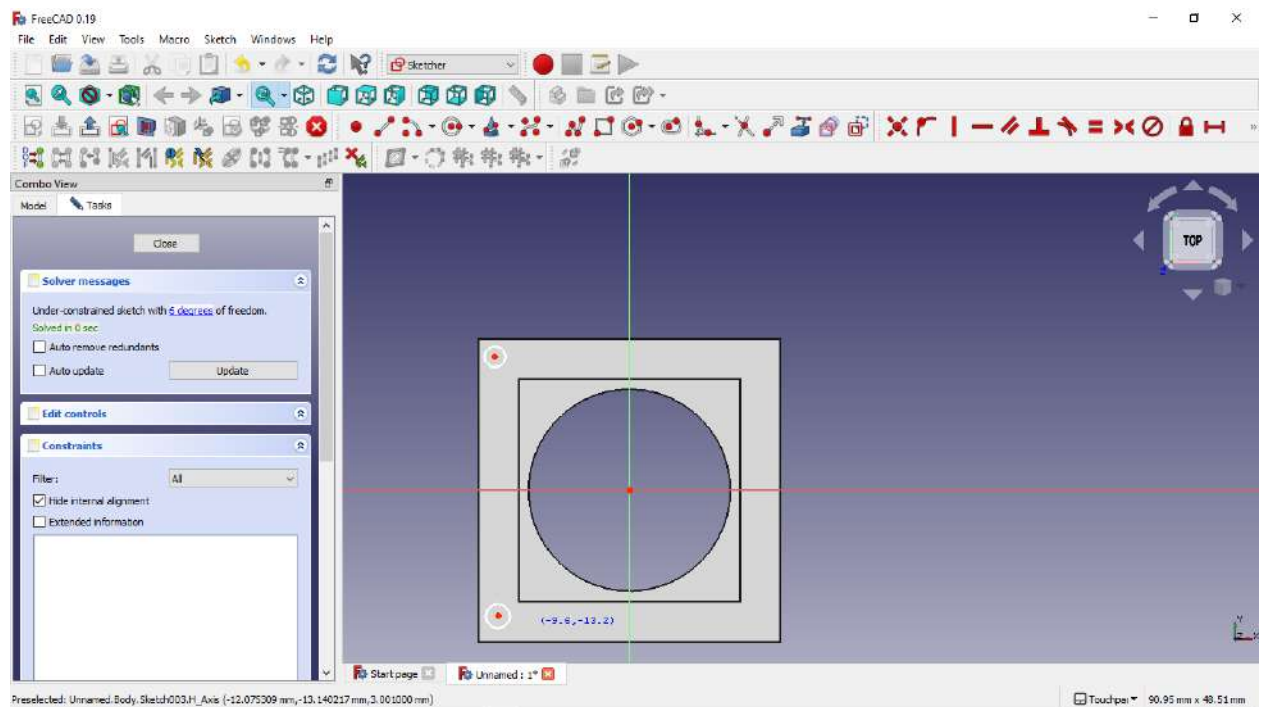 FreeCAD 0.19
File Edit View Tools Macro Sketch Windows Help
Sketcher
Combo View
Model Tasks
Close
Solver messages
Under-constrained sketch with 6 degrees of freedom.
Solved in 0 sec
Auto remove redundants
Auto update Update
Edit controls
Constraints
Filter: All
Hide internal alignment
Extended information
TOP
(-9.6,-13.2)
Y
Z X
Start page Unnamed : 1*
Preselected: Unnamed.Body.Sketch003.H_Axis (-12.075309 mm,-13.140217 mm,3.001000 mm) Touchpad 90.95 mm x 48.51 mm